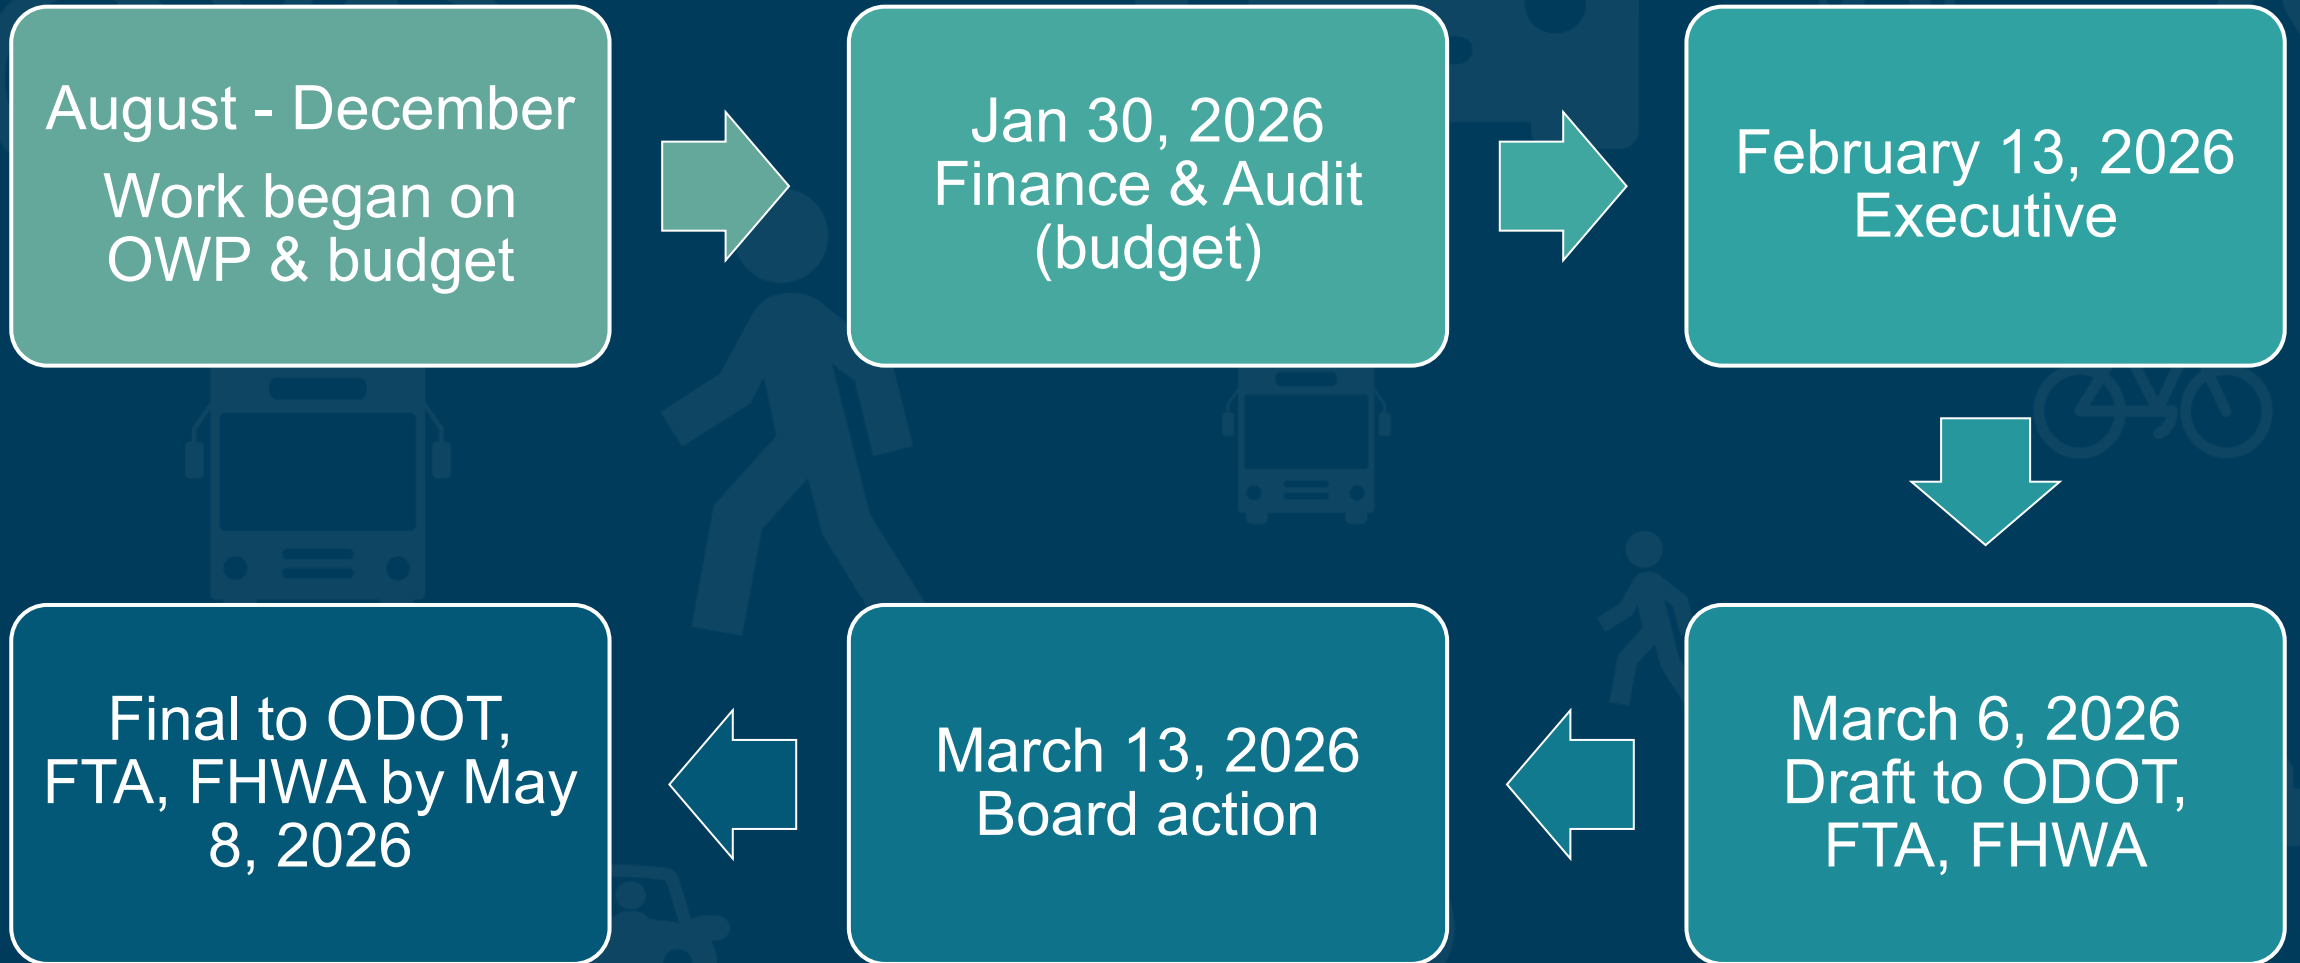 August - December
Work began on
OWP & budget
Jan 30, 2026
Finance & Audit
(budget)
February 13, 2026
Executive
March 6, 2026
Draft to ODOT,
FTA, FHWA
March 13, 2026
Board action
Final to ODOT,
FTA, FHWA by May
8, 2026